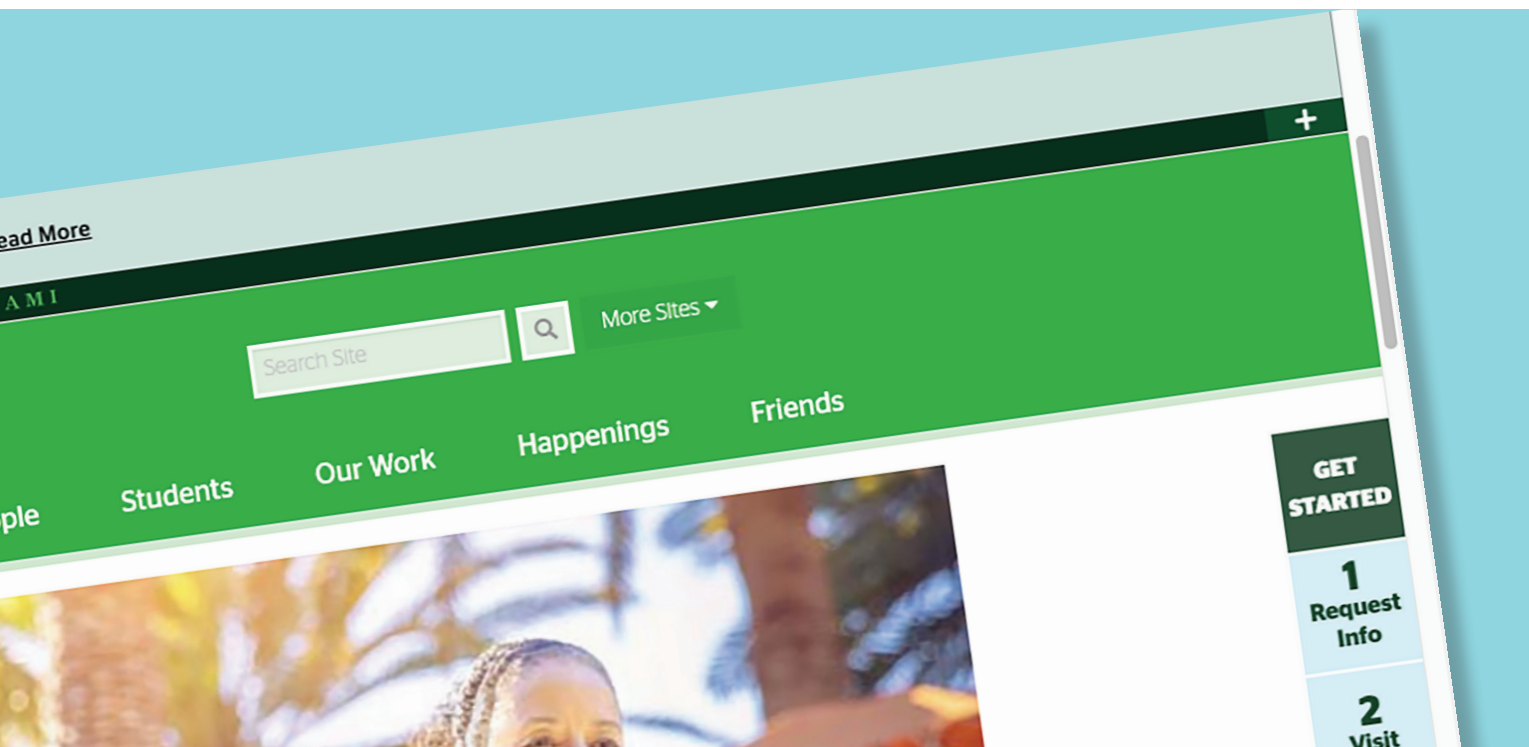 ead More
AMI
+
Search Site
More Sites
ple
Students
Our Work
Happenings
Friends
GET
STARTED
1
Request
Info
2
Visit